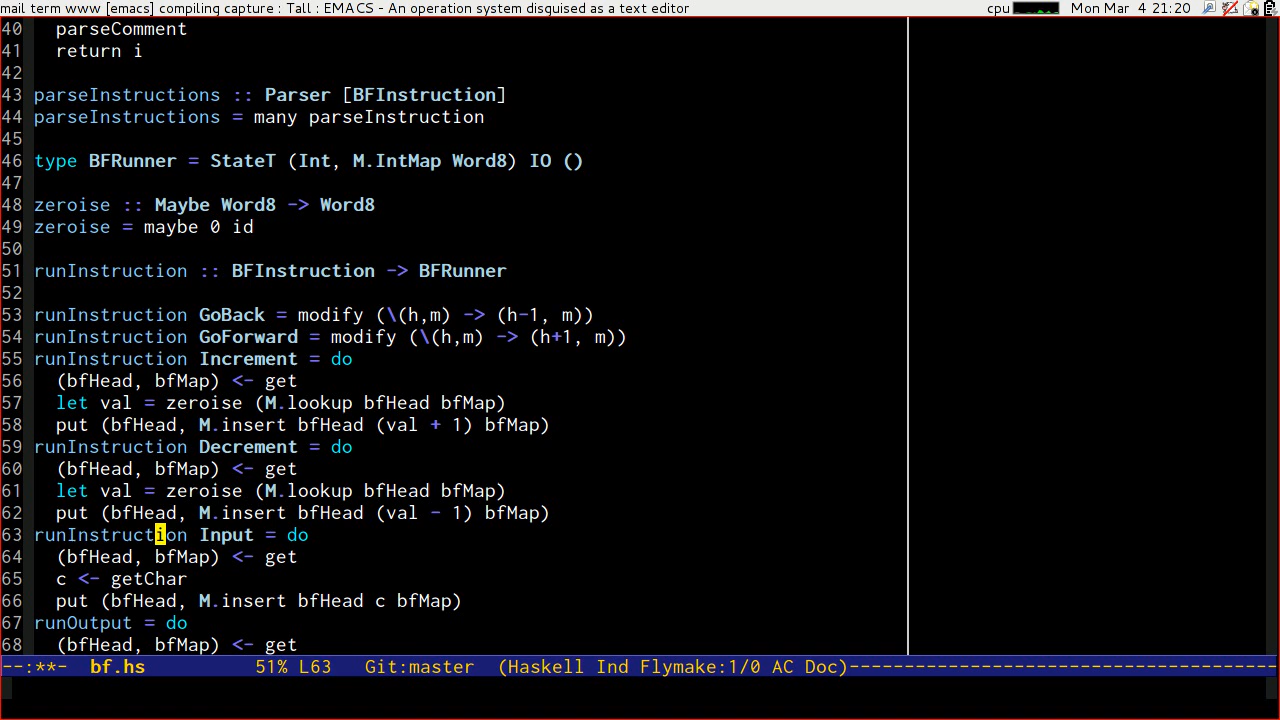 mail term www [emacs] compiling capture : Tall : EMACS - An operation system disguised as a text editor cpu Mon Mar 4 21:20
40 parseComment
41 return i
42
43 parseInstructions :: Parser [BFInstruction]
44 parseInstructions = many parseInstruction
45
46 type BFRunner = StateT (Int, M.IntMap Word8) IO ()
47
48 zeroise :: Maybe Word8 -> Word8
49 zeroise = maybe 0 id
50
51 runInstruction :: BFInstruction -> BFRunner
52
53 runInstruction GoBack = modify (\(h,m) -> (h-1, m))
54 runInstruction GoForward = modify (\(h,m) -> (h+1, m))
55 runInstruction Increment = do
56 (bfHead, bfMap) <- get
57 let val = zeroise (M.lookup bfHead bfMap)
58 put (bfHead, M.insert bfHead (val + 1) bfMap)
59 runInstruction Decrement = do
60 (bfHead, bfMap) <- get
61 let val = zeroise (M.lookup bfHead bfMap)
62 put (bfHead, M.insert bfHead (val - 1) bfMap)
63 runInstruction Input = do
64 (bfHead, bfMap) <- get
65 c <- getChar
66 put (bfHead, M.insert bfHead c bfMap)
67 runOutput = do
68 (bfHead, bfMap) <- get
--:**- bf.hs 51% L63 Git:master (Haskell Ind Flymake:1/0 AC Doc)---------------------------------------